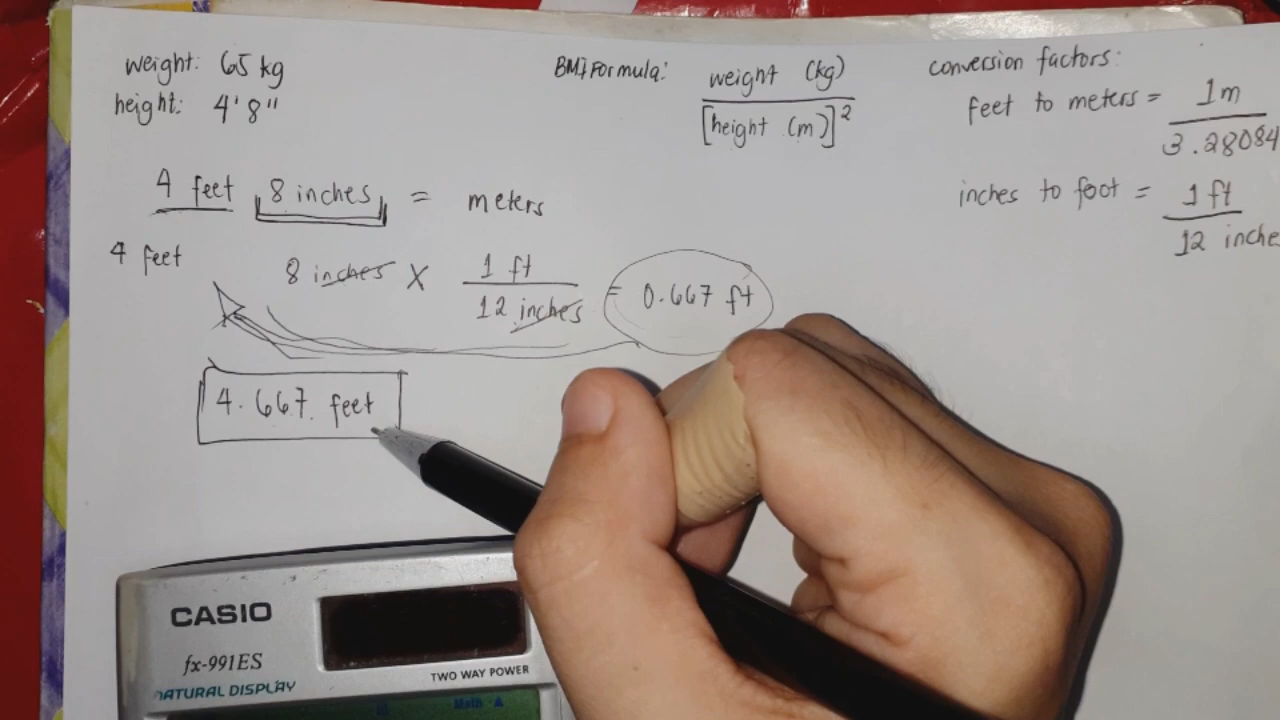 weight: 65 kg
height: 4' 8"
BMI Formula: weight (kg)
[height (m)]²
conversion factors:
feet to meters = 1m
3.28084
inches to foot = 1 ft
12 inche
4 feet 8 inches = meters
4 feet
8 inches X 1 ft
12 inches
= 0.667 ft
4.667 feet
CASIO
fx-991ES
NATURAL DISPLAY
TWO WAY POWER
Math ▲